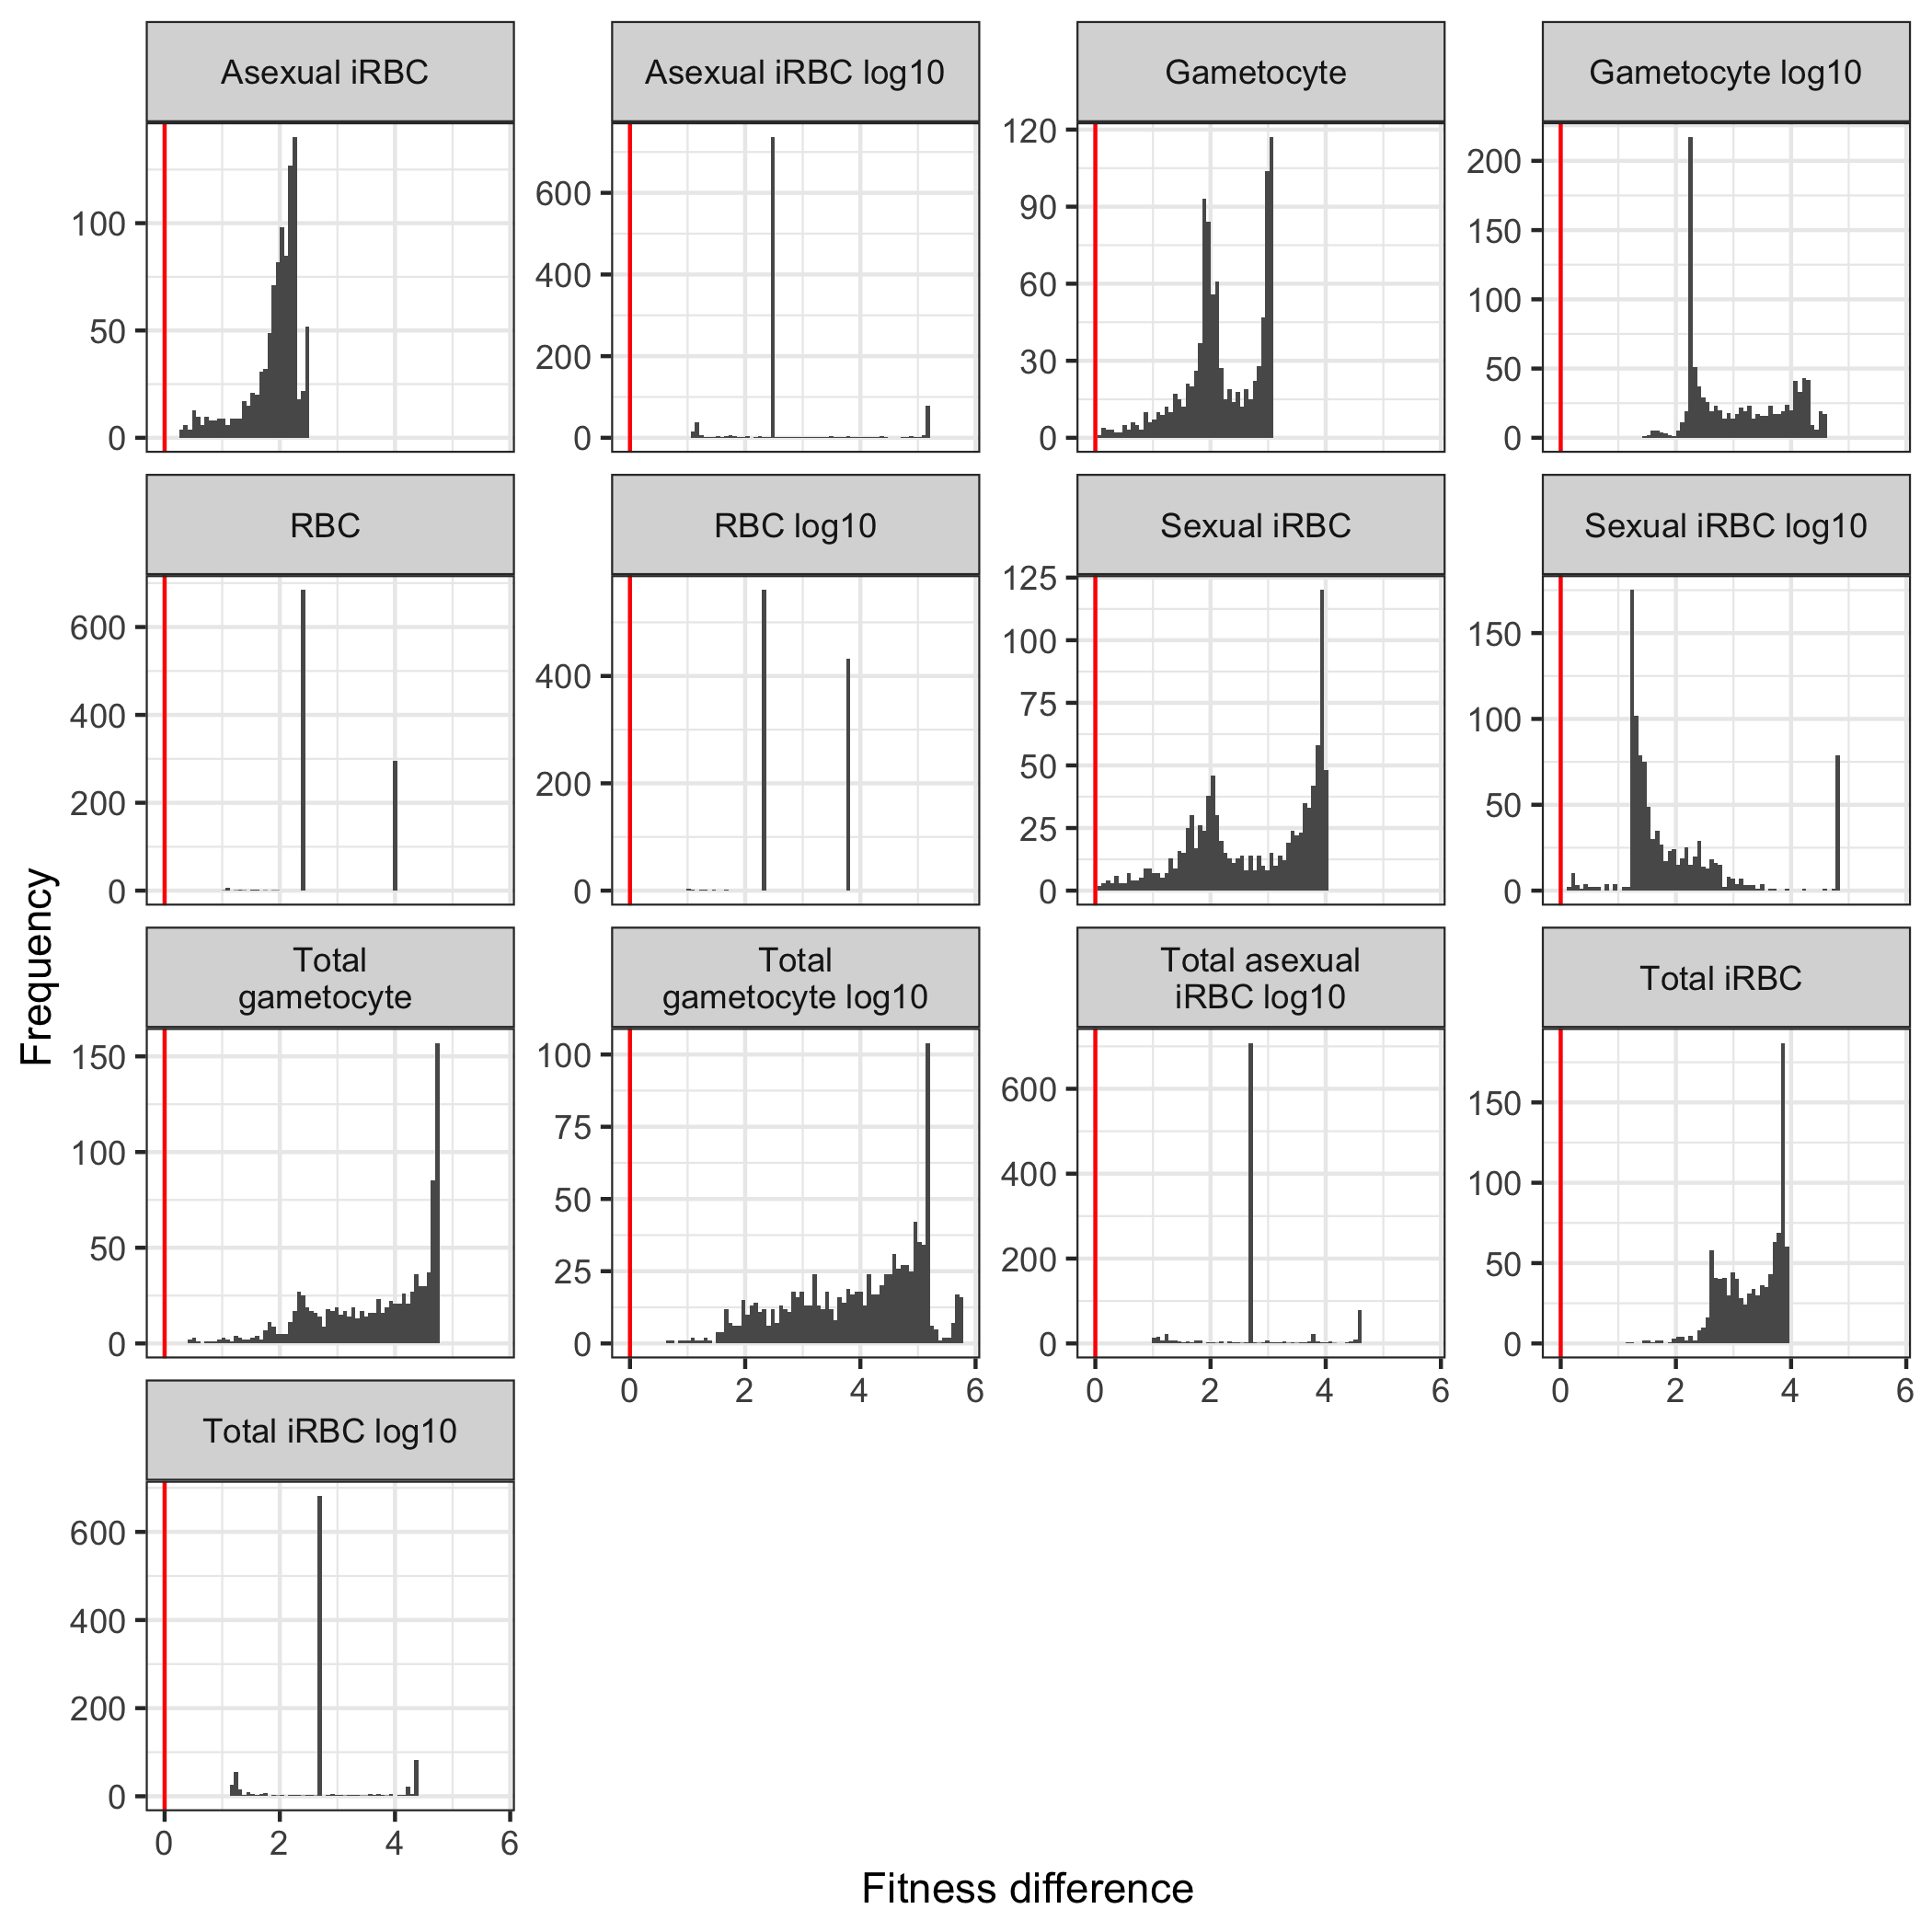 Asexual iRBC
Asexual iRBC log10
Gametocyte
Gametocyte log10
100
50
0
600
400
200
0
120
90
60
30
0
200
150
100
50
0
RBC
RBC log10
Sexual iRBC
Sexual iRBC log10
600
400
200
0
400
200
0
125
100
75
50
25
0
150
100
50
0
Total
gametocyte
Total
gametocyte log10
Total asexual
iRBC log10
Total iRBC
150
100
50
0
100
75
50
25
0
600
400
200
0
150
100
50
0
0 2 4 6
0 2 4 6
0 2 4 6
Total iRBC log10
600
400
200
0
0 2 4 6
Frequency
Fitness difference